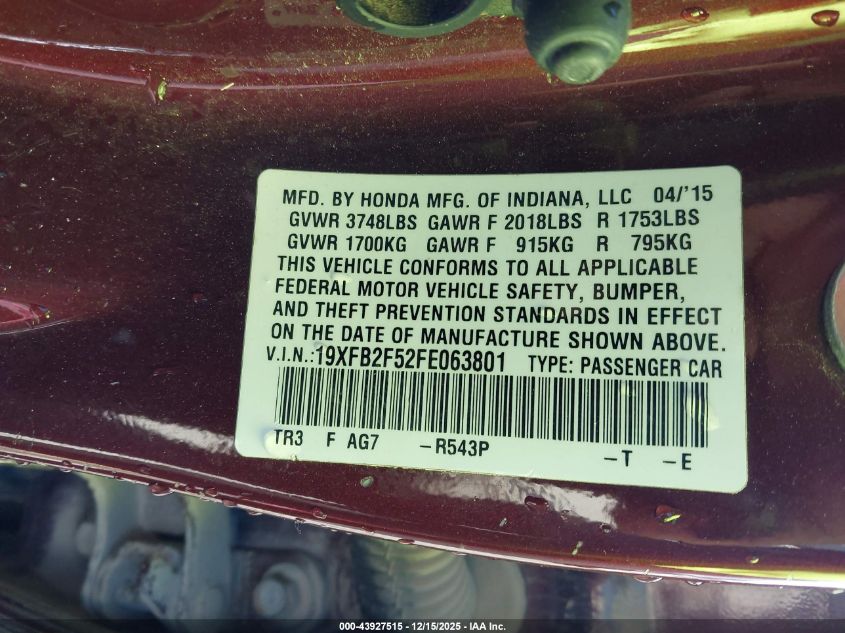 MFD. BY HONDA MFG. OF INDIANA, LLC 04/'15
GVWR 3748LBS GAWR F 2018LBS R 1753LBS
GVWR 1700KG GAWR F 915KG R 795KG
THIS VEHICLE CONFORMS TO ALL APPLICABLE
FEDERAL MOTOR VEHICLE SAFETY, BUMPER,
AND THEFT PREVENTION STANDARDS IN EFFECT
ON THE DATE OF MANUFACTURE SHOWN ABOVE.
V.I.N.:19XFB2F52FE063801 TYPE: PASSENGER CAR
TR3 F AG7 -R543P -T -E
000-43927515 - 12/15/2025 - IAA Inc.